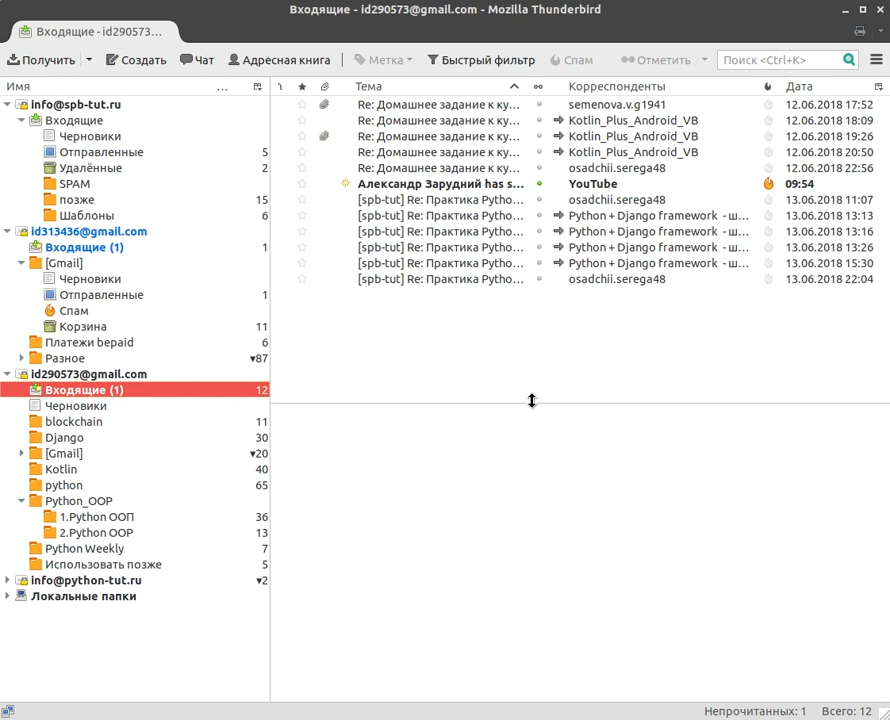 Входящие - id290573@gmail.com - Mozilla Thunderbird
Входящие - id290573...
Получить Создать Чат Адресная книга Метка Быстрый фильтр Спам Отметить Поиск <Ctrl+K>
Имя ...
info@spb-tut.ru
Входящие
Черновики
Отправленные 5
Удалённые 2
SPAM
позже 15
Шаблоны 6
id313436@gmail.com
Входящие (1) 1
[Gmail]
Черновики
Отправленные 1
Спам
Корзина 11
Платежи bepaid 6
Разное ▾87
id290573@gmail.com
Входящие (1) 12
Черновики
blockchain 11
Django 30
[Gmail] ▾20
Kotlin 40
python 65
Python_OOP
1.Python ООП 36
2.Python OOP 13
Python Weekly 7
Использовать позже 5
info@python-tut.ru ▾2
Локальные папки
Тема Корреспонденты Дата
Re: Домашнее задание к ку... semenova.v.g1941 12.06.2018 17:52
Re: Домашнее задание к ку... Kotlin_Plus_Android_VB 12.06.2018 18:09
Re: Домашнее задание к ку... Kotlin_Plus_Android_VB 12.06.2018 19:26
Re: Домашнее задание к ку... Kotlin_Plus_Android_VB 12.06.2018 20:50
Re: Домашнее задание к ку... osadchii.serega48 12.06.2018 22:56
Александр Зарудний has s... YouTube 09:54
[spb-tut] Re: Практика Pytho... osadchii.serega48 13.06.2018 11:07
[spb-tut] Re: Практика Pytho... Python + Django framework - ш... 13.06.2018 13:13
[spb-tut] Re: Практика Pytho... Python + Django framework - ш... 13.06.2018 13:16
[spb-tut] Re: Практика Pytho... Python + Django framework - ш... 13.06.2018 13:26
[spb-tut] Re: Практика Pytho... Python + Django framework - ш... 13.06.2018 15:30
[spb-tut] Re: Практика Pytho... osadchii.serega48 13.06.2018 22:04
Непрочитанных: 1 Всего: 12